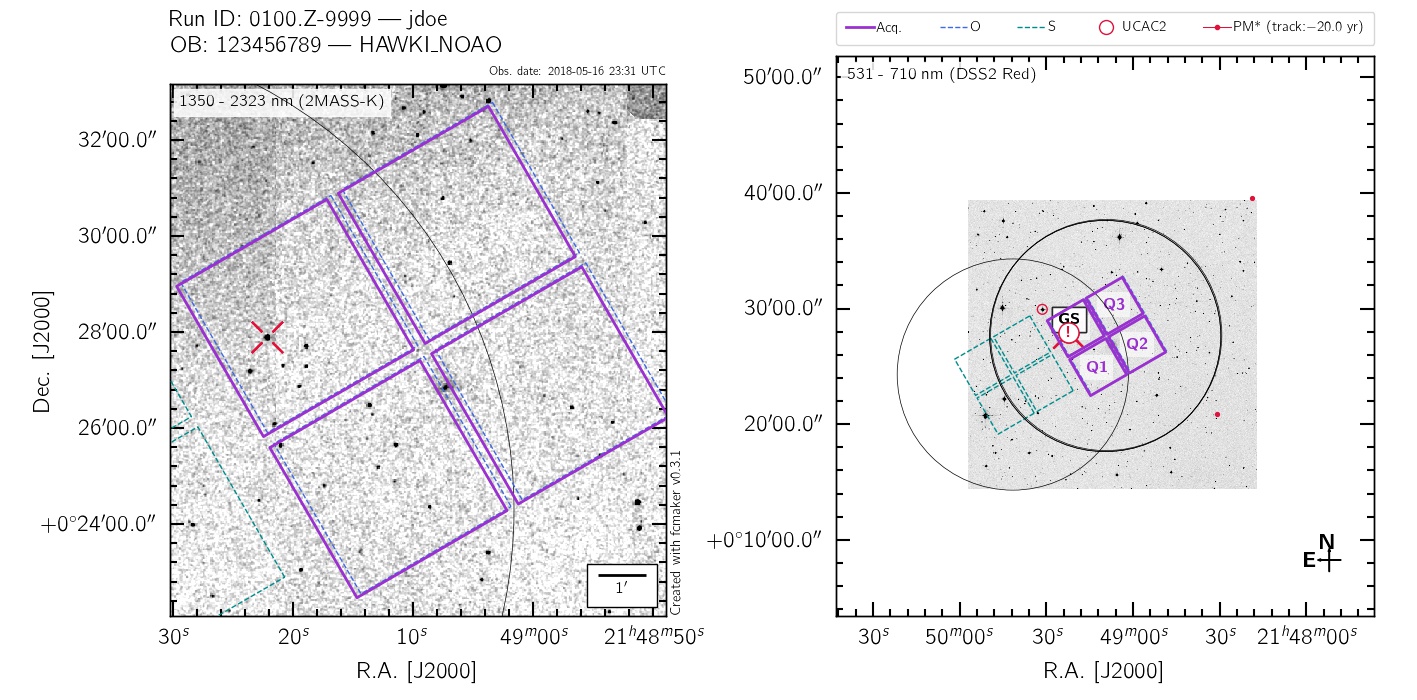 Run ID: 0100.Z-9999 — jdoe
OB: 123456789 — HAWKI_NOAO
Obs. date: 2018-05-16 23:31 UTC
1350 - 2323 nm (2MASS-K)
32′00.0″
30′00.0″
28′00.0″
26′00.0″
+0°24′00.0″
Dec. [J2000]
30ˢ
20ˢ
10ˢ
49ᵐ00ˢ
21ʰ48ᵐ50ˢ
R.A. [J2000]
1′
Created with fcmaker v0.3.1
Acq.
O
S
UCAC2
PM* (track:−20.0 yr)
531 - 710 nm (DSS2 Red)
50′00.0″
40′00.0″
30′00.0″
20′00.0″
+0°10′00.0″
GS
!
Q3
Q2
Q1
N
E
30ˢ
50ᵐ00ˢ
30ˢ
49ᵐ00ˢ
30ˢ
21ʰ48ᵐ00ˢ
R.A. [J2000]